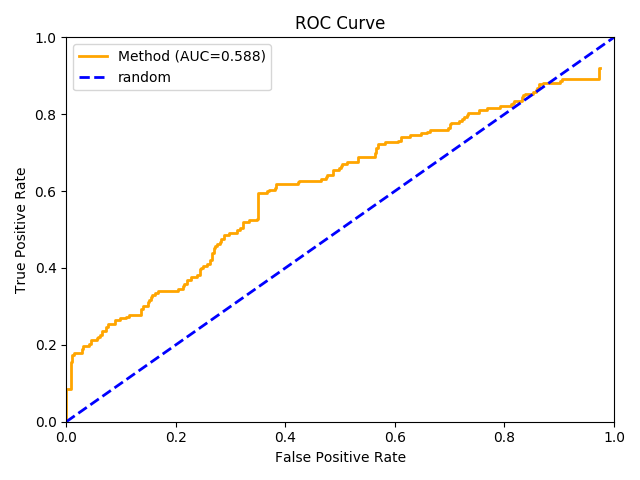 ROC Curve
Method (AUC=0.588)
random
True Positive Rate
1.0
0.8
0.6
0.4
0.2
0.0
0.0 0.2 0.4 0.6 0.8 1.0
False Positive Rate